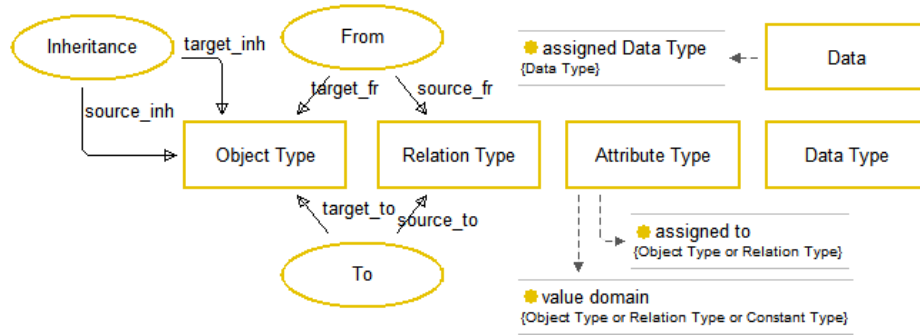 Inheritance
target_inh
From
assigned Data Type
{Data Type}
Data
source_inh
target_fr
source_fr
Object Type
Relation Type
Attribute Type
Data Type
target_to
source_to
assigned to
{Object Type or Relation Type}
To
value domain
{Object Type or Relation Type or Constant Type}